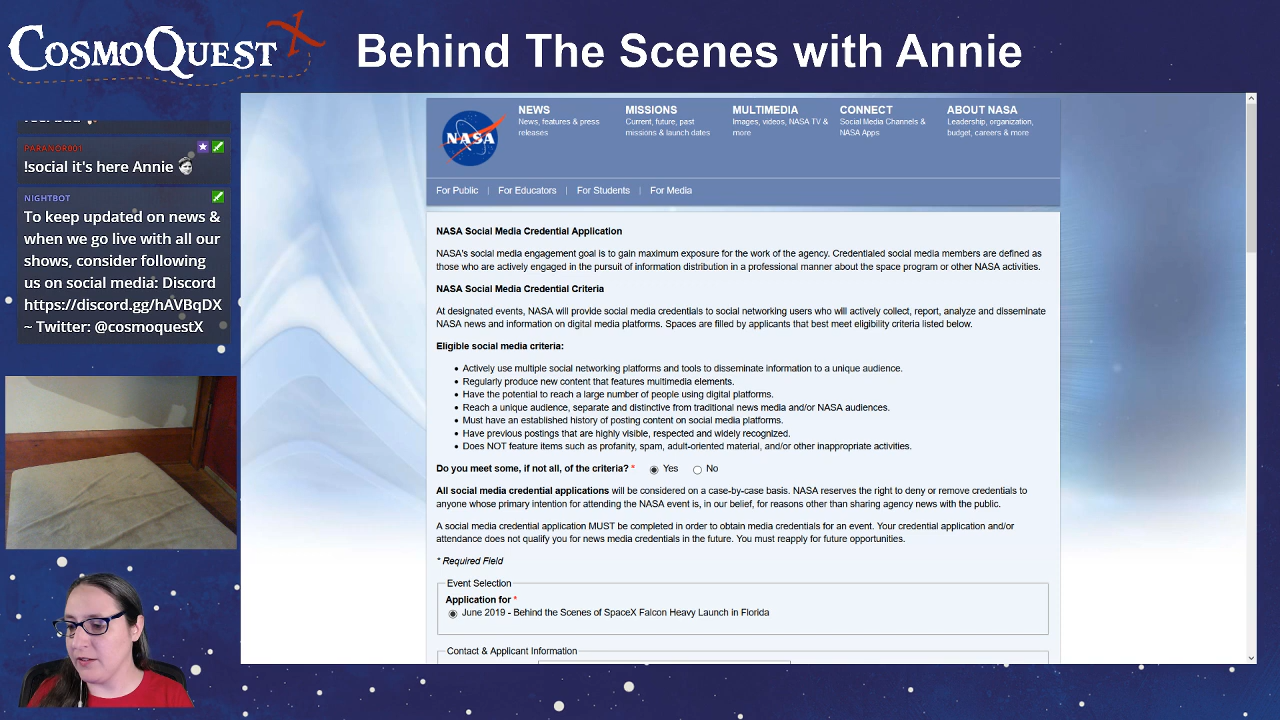 CosmoQuest X
Behind The Scenes with Annie
PARANOR001
!social it's here Annie
NIGHTBOT
To keep updated on news &
when we go live with all our
shows, consider following
us on social media: Discord
https://discord.gg/hAVBqDX
~ Twitter: @cosmoquestX
NASA
NEWS
News, features & press
releases
MISSIONS
Current, future, past
missions & launch dates
MULTIMEDIA
Images, videos, NASA TV &
more
CONNECT
Social Media Channels &
NASA Apps
ABOUT NASA
Leadership, organization,
budget, careers & more
For Public | For Educators | For Students | For Media
NASA Social Media Credential Application
NASA's social media engagement goal is to gain maximum exposure for the work of the agency. Credentialed social media members are defined as
those who are actively engaged in the pursuit of information distribution in a professional manner about the space program or other NASA activities.
NASA Social Media Credential Criteria
At designated events, NASA will provide social media credentials to social networking users who will actively collect, report, analyze and disseminate
NASA news and information on digital media platforms. Spaces are filled by applicants that best meet eligibility criteria listed below.
Eligible social media criteria:
• Actively use multiple social networking platforms and tools to disseminate information to a unique audience.
• Regularly produce new content that features multimedia elements.
• Have the potential to reach a large number of people using digital platforms.
• Reach a unique audience, separate and distinctive from traditional news media and/or NASA audiences.
• Must have an established history of posting content on social media platforms.
• Have previous postings that are highly visible, respected and widely recognized.
• Does NOT feature items such as profanity, spam, adult-oriented material, and/or other inappropriate activities.
Do you meet some, if not all, of the criteria? * Yes No
All social media credential applications will be considered on a case-by-case basis. NASA reserves the right to deny or remove credentials to
anyone whose primary intention for attending the NASA event is, in our belief, for reasons other than sharing agency news with the public.
A social media credential application MUST be completed in order to obtain media credentials for an event. Your credential application and/or
attendance does not qualify you for news media credentials in the future. You must reapply for future opportunities.
* Required Field
Event Selection
Application for *
June 2019 - Behind the Scenes of SpaceX Falcon Heavy Launch in Florida
Contact & Applicant Information